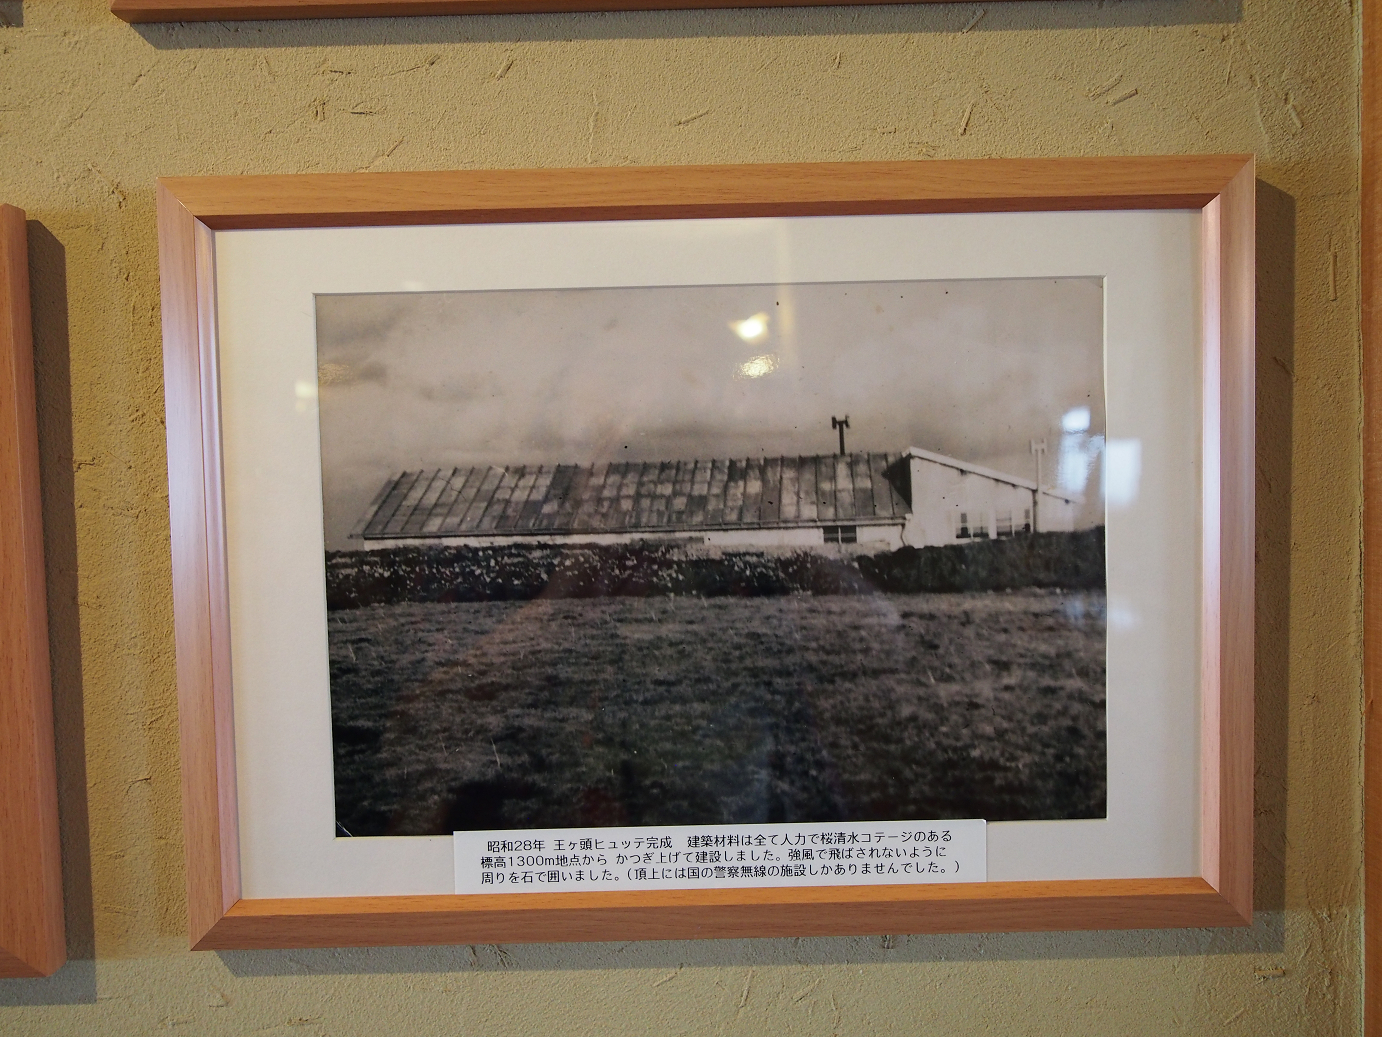 昭和28年 王ヶ頭ヒュッテ完成 建築材料は全て人力で桜清水コテージのある
標高1300m地点から かつぎ上げて建設しました。強風で飛ばされないように
周りを石で囲いました。(頂上には国の警察無線の施設しかありませんでした。)